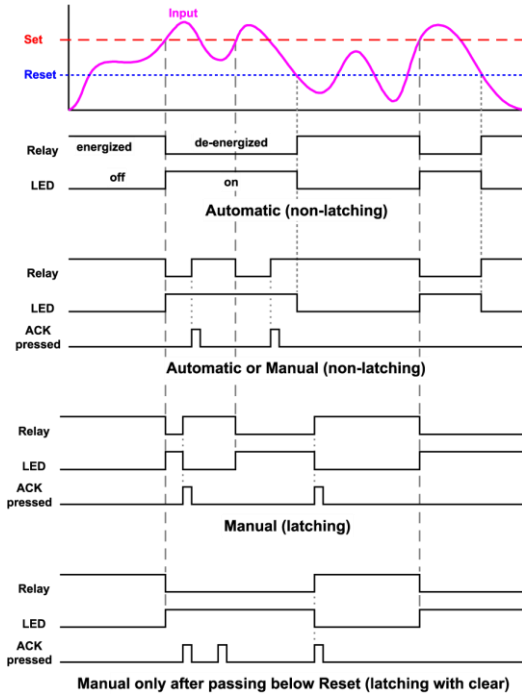 Input
Set
Reset
Relay energized de-energized
LED off on
Automatic (non-latching)
Relay
LED
ACK
pressed
Automatic or Manual (non-latching)
Relay
LED
ACK
pressed
Manual (latching)
Relay
LED
ACK
pressed
Manual only after passing below Reset (latching with clear)